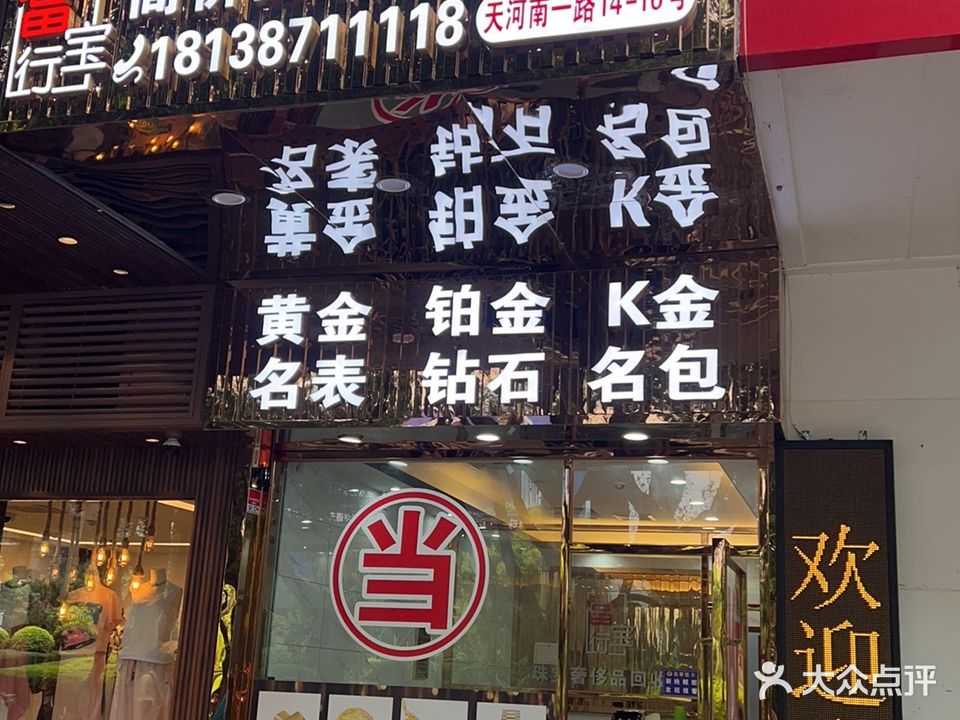 行宝 18138711118
天河南一路14-16号
黄金 铂金 K金
名表 钻石 名包
当
欢迎
行宝
奢侈品回收
大众点评